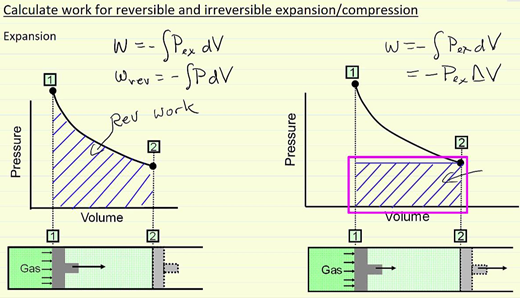 Calculate work for reversible and irreversible expansion/compression
Expansion
W = -∫P_ex dV
w_rev = -∫PdV
1
Rev work
2
Pressure
Volume
1
2
Gas
W = -∫P_ex dV
= -P_ex ΔV
1
2
Pressure
Volume
1
2
Gas